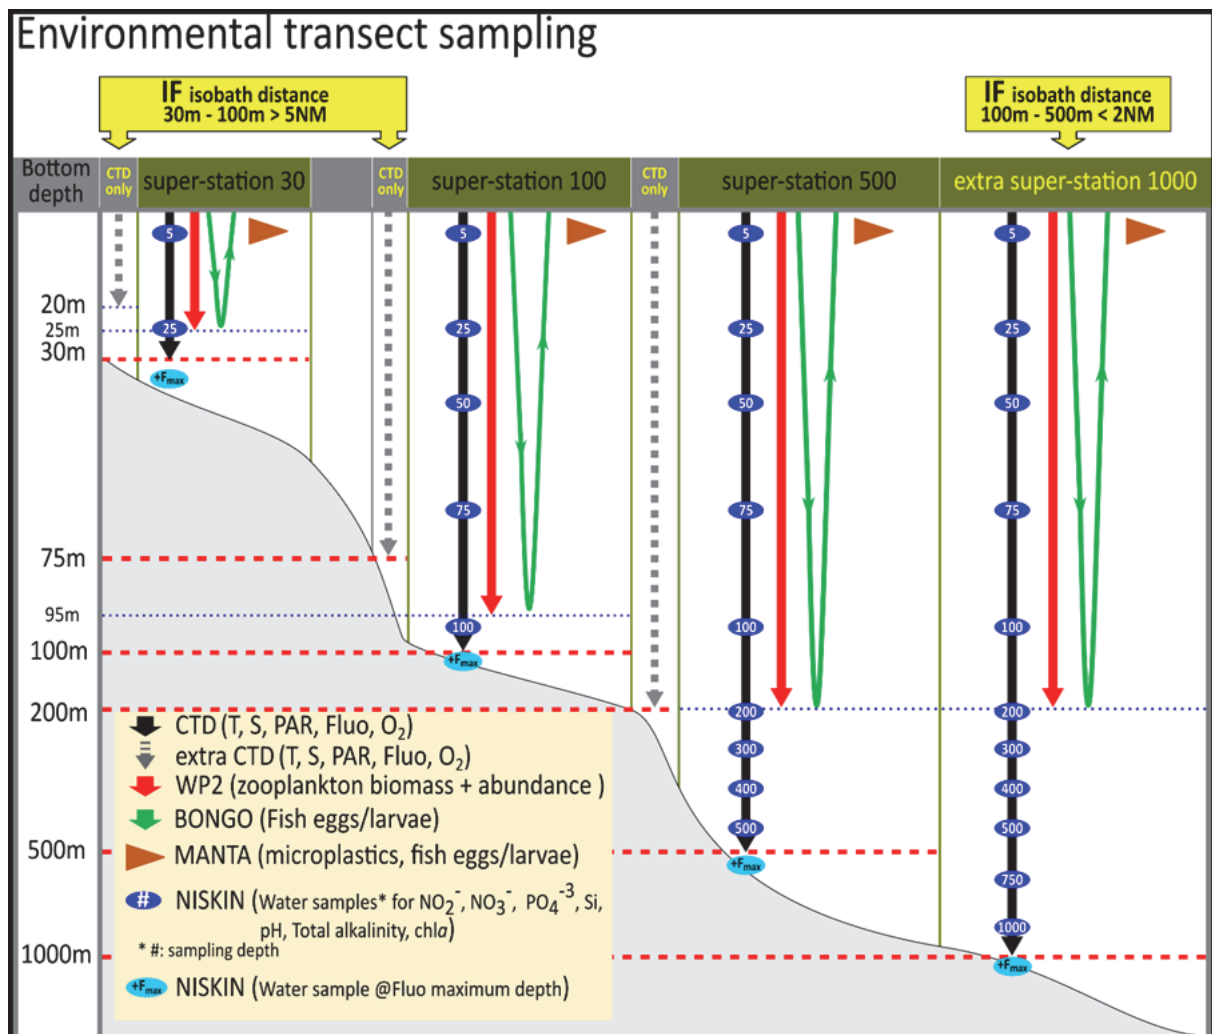 Environmental transect sampling
IF isobath distance
30m - 100m > 5NM
IF isobath distance
100m - 500m < 2NM
Bottom
depth
CTD
only
super-station 30
CTD
only
super-station 100
CTD
only
super-station 500
extra super-station 1000
5
25
+Fmax
5
25
50
75
100
+Fmax
5
25
50
75
100
200
300
400
500
+Fmax
5
25
50
75
100
200
300
400
500
750
1000
+Fmax
20m
25m
30m
75m
95m
100m
200m
500m
1000m
CTD (T, S, PAR, Fluo, O₂)
extra CTD (T, S, PAR, Fluo, O₂)
WP2 (zooplankton biomass + abundance )
BONGO (Fish eggs/larvae)
MANTA (microplastics, fish eggs/larvae)
# NISKIN (Water samples* for NO₂⁻, NO₃⁻, PO₄⁻³, Si,
pH, Total alkalinity, chla)
* #: sampling depth
+Fmax NISKIN (Water sample @Fluo maximum depth)